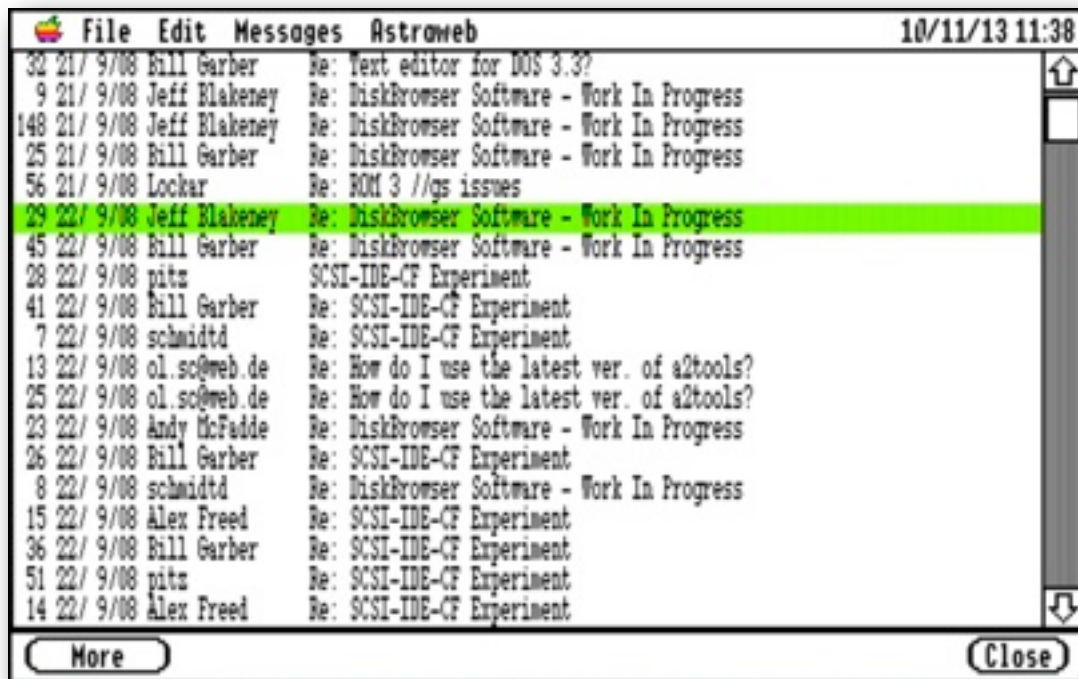 File Edit Messages Astraweb 10/11/13 11:38
32 21/ 9/08 Bill Garber Re: Text editor for DOS 3.3?
9 21/ 9/08 Jeff Blakeney Re: DiskBrowser Software - Work In Progress
148 21/ 9/08 Jeff Blakeney Re: DiskBrowser Software - Work In Progress
25 21/ 9/08 Bill Garber Re: DiskBrowser Software - Work In Progress
56 21/ 9/08 Lockar Re: ROM 3 //gs issues
29 22/ 9/08 Jeff Blakeney Re: DiskBrowser Software - Work In Progress
45 22/ 9/08 Bill Garber Re: DiskBrowser Software - Work In Progress
28 22/ 9/08 pitz SCSI-IDE-CF Experiment
41 22/ 9/08 Bill Garber Re: SCSI-IDE-CF Experiment
7 22/ 9/08 schmidtd Re: SCSI-IDE-CF Experiment
13 22/ 9/08 ol.sc@web.de Re: How do I use the latest ver. of a2tools?
25 22/ 9/08 ol.sc@web.de Re: How do I use the latest ver. of a2tools?
23 22/ 9/08 Andy McFadde Re: DiskBrowser Software - Work In Progress
26 22/ 9/08 Bill Garber Re: SCSI-IDE-CF Experiment
8 22/ 9/08 schmidtd Re: DiskBrowser Software - Work In Progress
15 22/ 9/08 Alex Freed Re: SCSI-IDE-CF Experiment
36 22/ 9/08 Bill Garber Re: SCSI-IDE-CF Experiment
51 22/ 9/08 pitz Re: SCSI-IDE-CF Experiment
14 22/ 9/08 Alex Freed Re: SCSI-IDE-CF Experiment
More Close